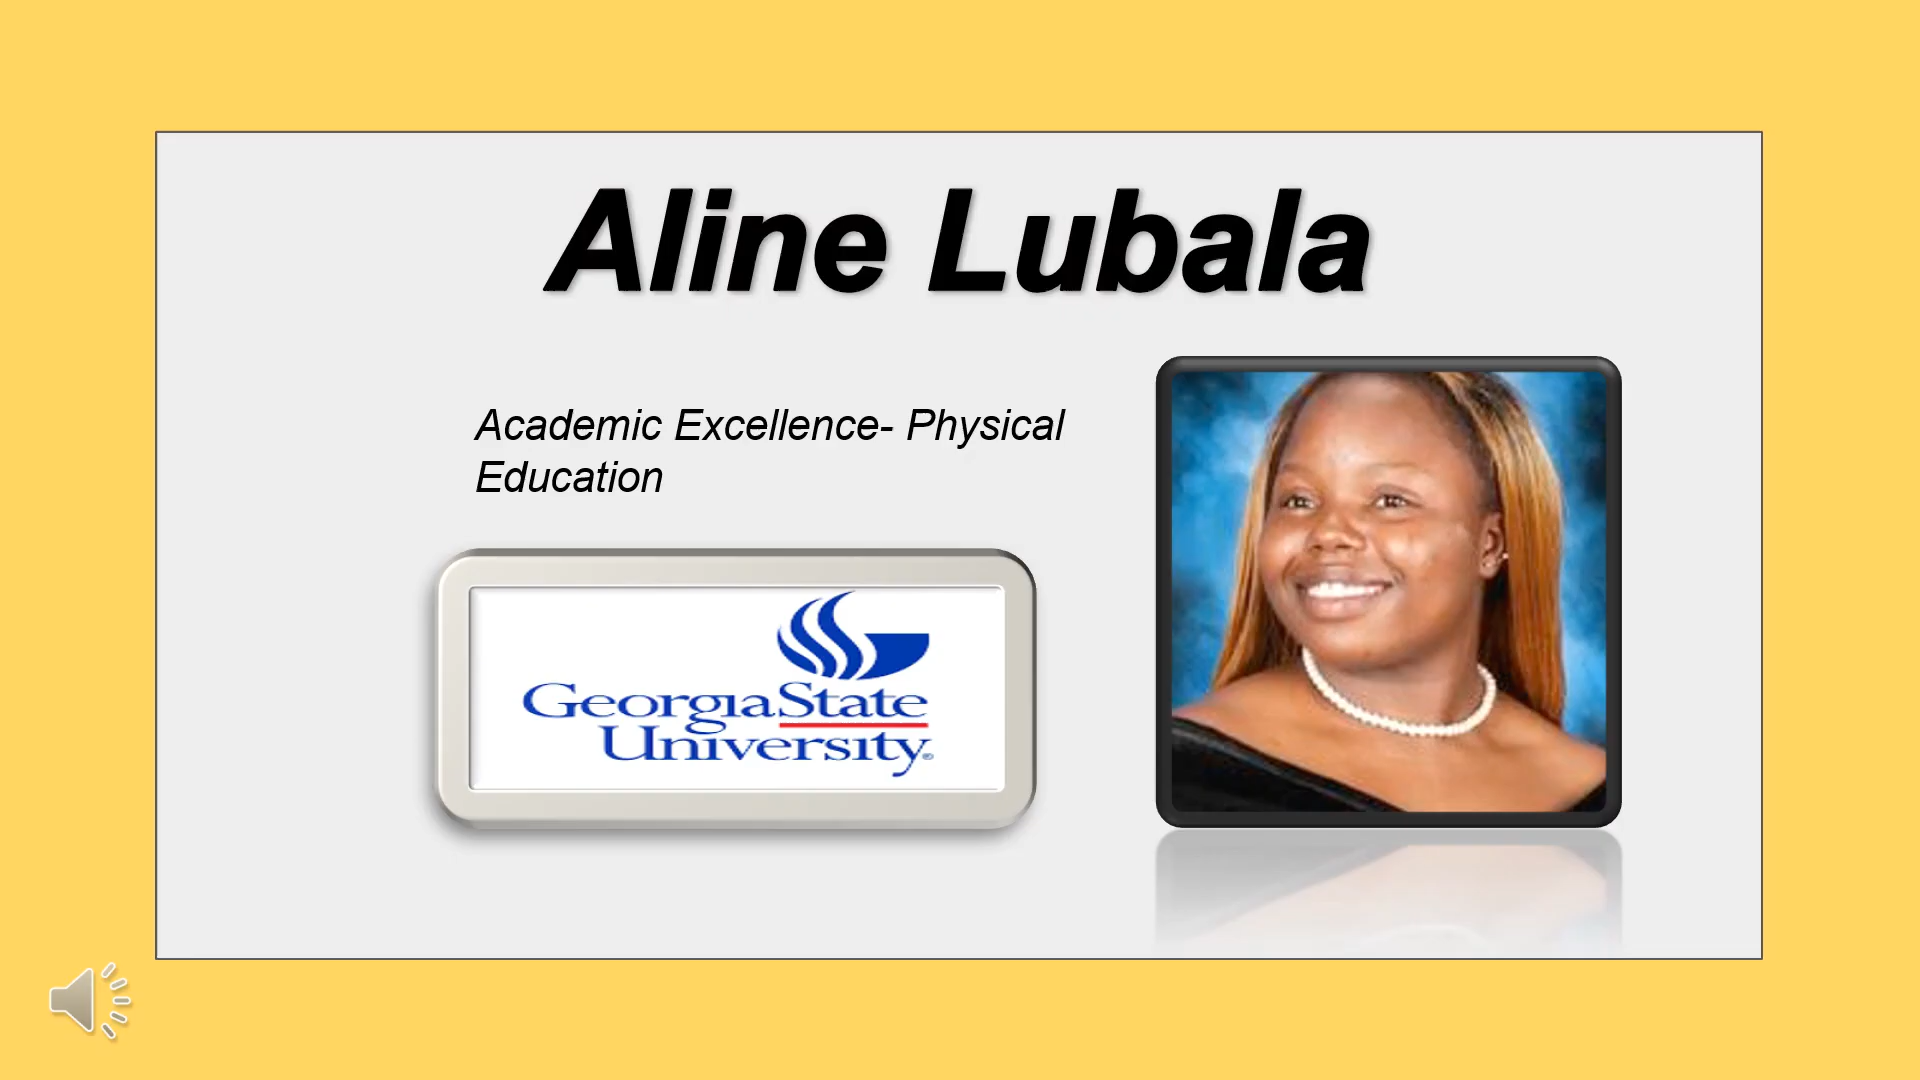 Aline Lubala
Academic Excellence- Physical
Education
GeorgiaState
University®